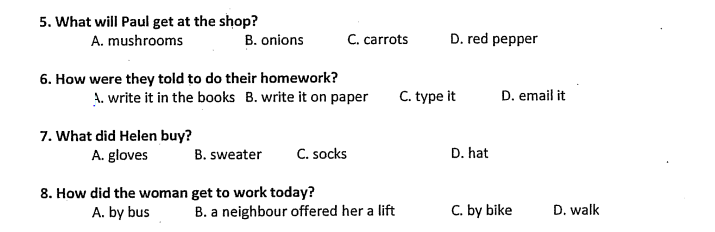 5. What will Paul get at the shop?
A. mushrooms B. onions C. carrots D. red pepper
6. How were they told to do their homework?
A. write it in the books B. write it on paper C. type it D. email it
7. What did Helen buy?
A. gloves B. sweater C. socks D. hat
8. How did the woman get to work today?
A. by bus B. a neighbour offered her a lift C. by bike D. walk